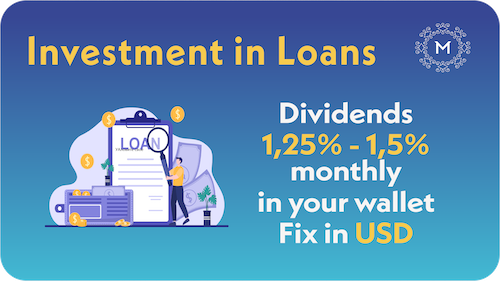 Investment in Loans
M
LOAN
Dividends
1,25% - 1,5%
monthly
in your wallet
Fix in USD